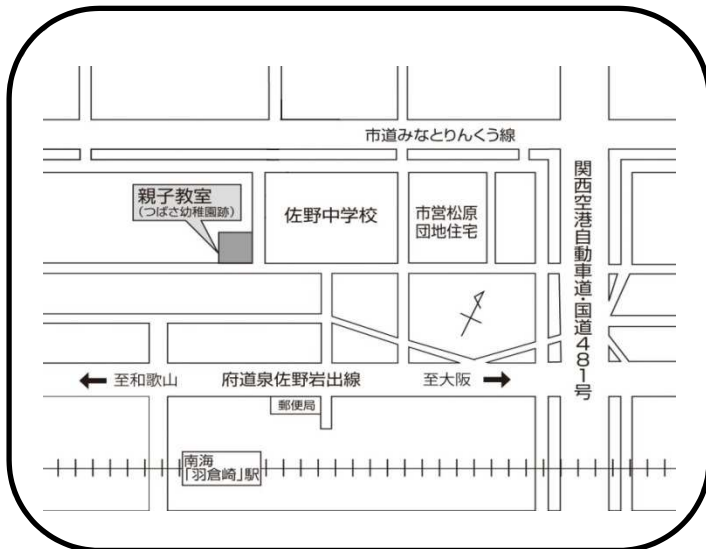 市道みなとりんくう線
親子教室
(つばさ幼稚園跡)
佐野中学校
市営松原
団地住宅
関西空港自動車道・国道481号
至和歌山
府道泉佐野岩出線
至大阪
郵便局
南海
「羽倉崎」駅